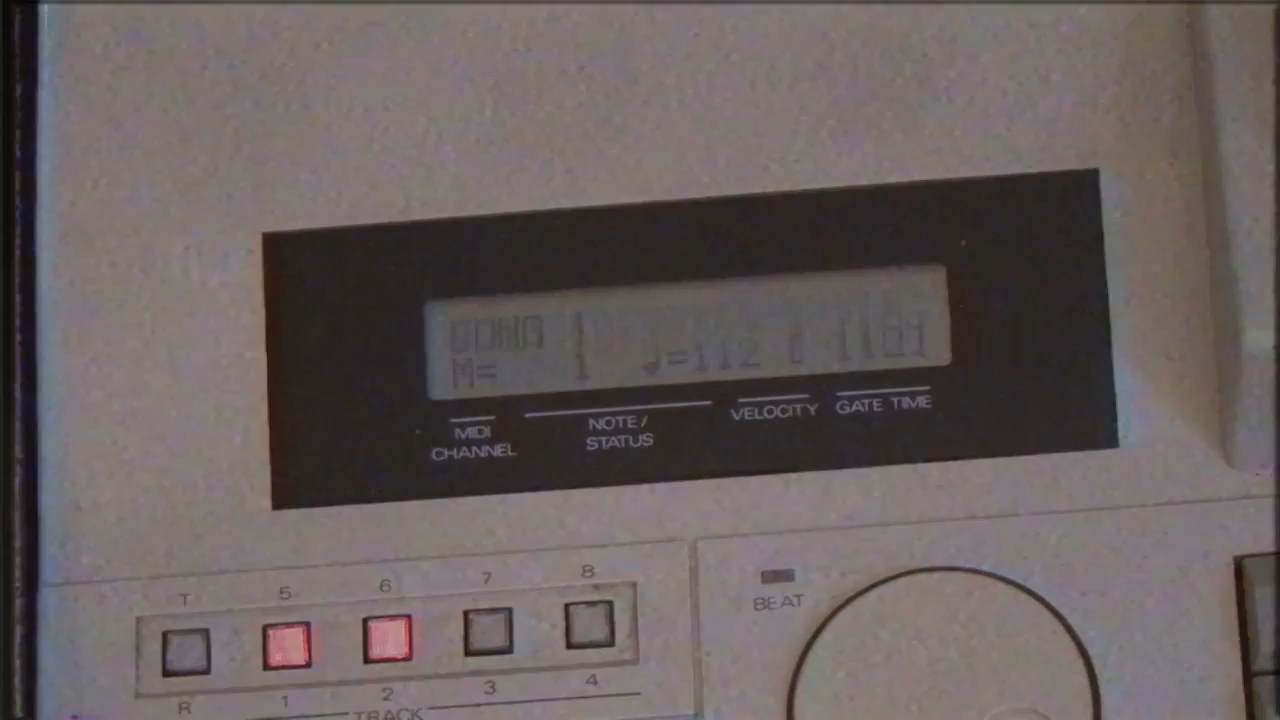 M= 1 ♩=112
MIDI
CHANNEL
NOTE/
STATUS
VELOCITY
GATE TIME
T 5 6 7 8
BEAT
R 1 2 3 4
TRACK